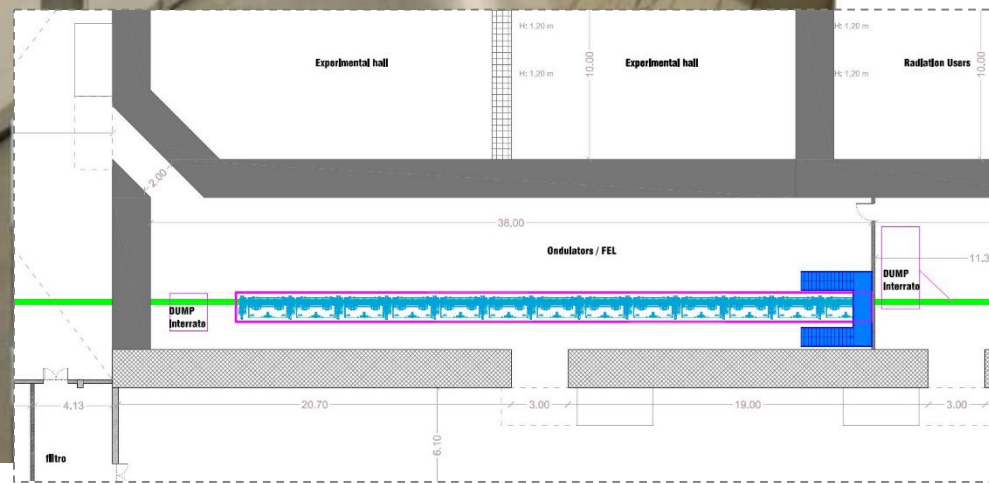 H: 1,20 m
H: 1,20 m
Experimental hall
Experimental hall
Radiation Users
H: 1,20 m
H: 1,20 m
10.00
10.00
2.00
38.00
Ondulators / FEL
11.3
DUMP
Interrato
DUMP
Interrato
4.13
20.70
3.00
19.00
3.00
6.10
filtro